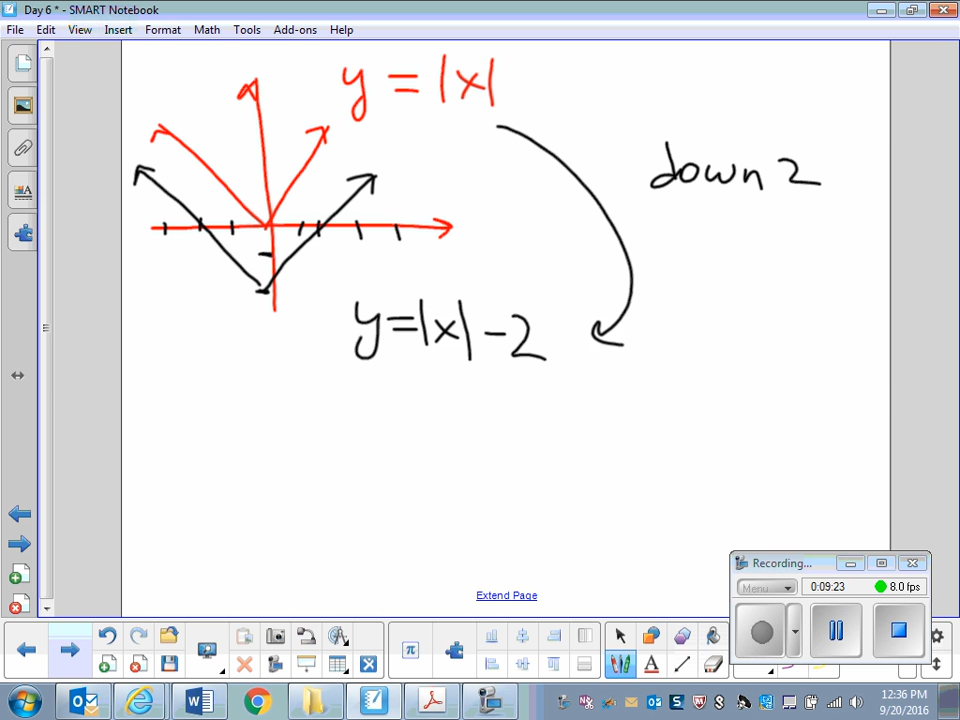 Day 6 * - SMART Notebook
File Edit View Insert Format Math Tools Add-ons Help
y = |x|
down 2
y=|x|-2
Recording...
Menu 0:09:23 8.0 fps
Extend Page
12:36 PM
9/20/2016